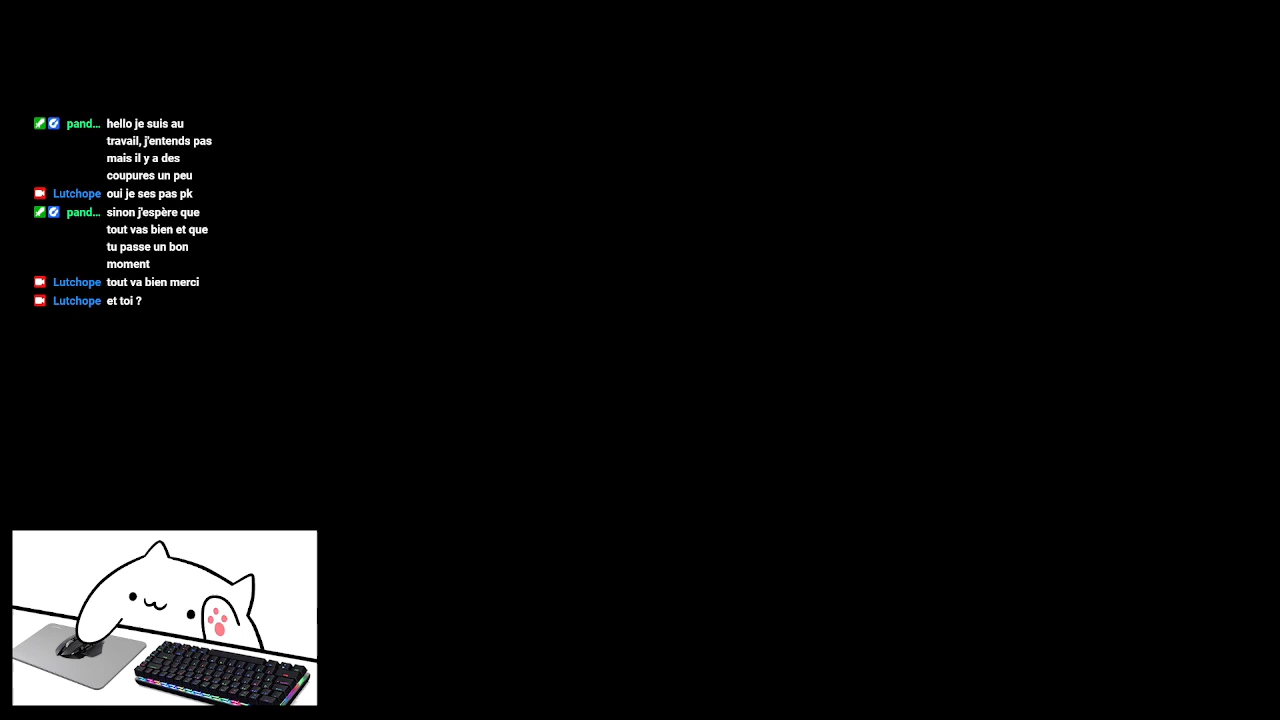 pand... hello je suis au
travail, j'entends pas
mais il y a des
coupures un peu
Lutchope oui je ses pas pk
pand... sinon j'espère que
tout vas bien et que
tu passe un bon
moment
Lutchope tout va bien merci
Lutchope et toi ?